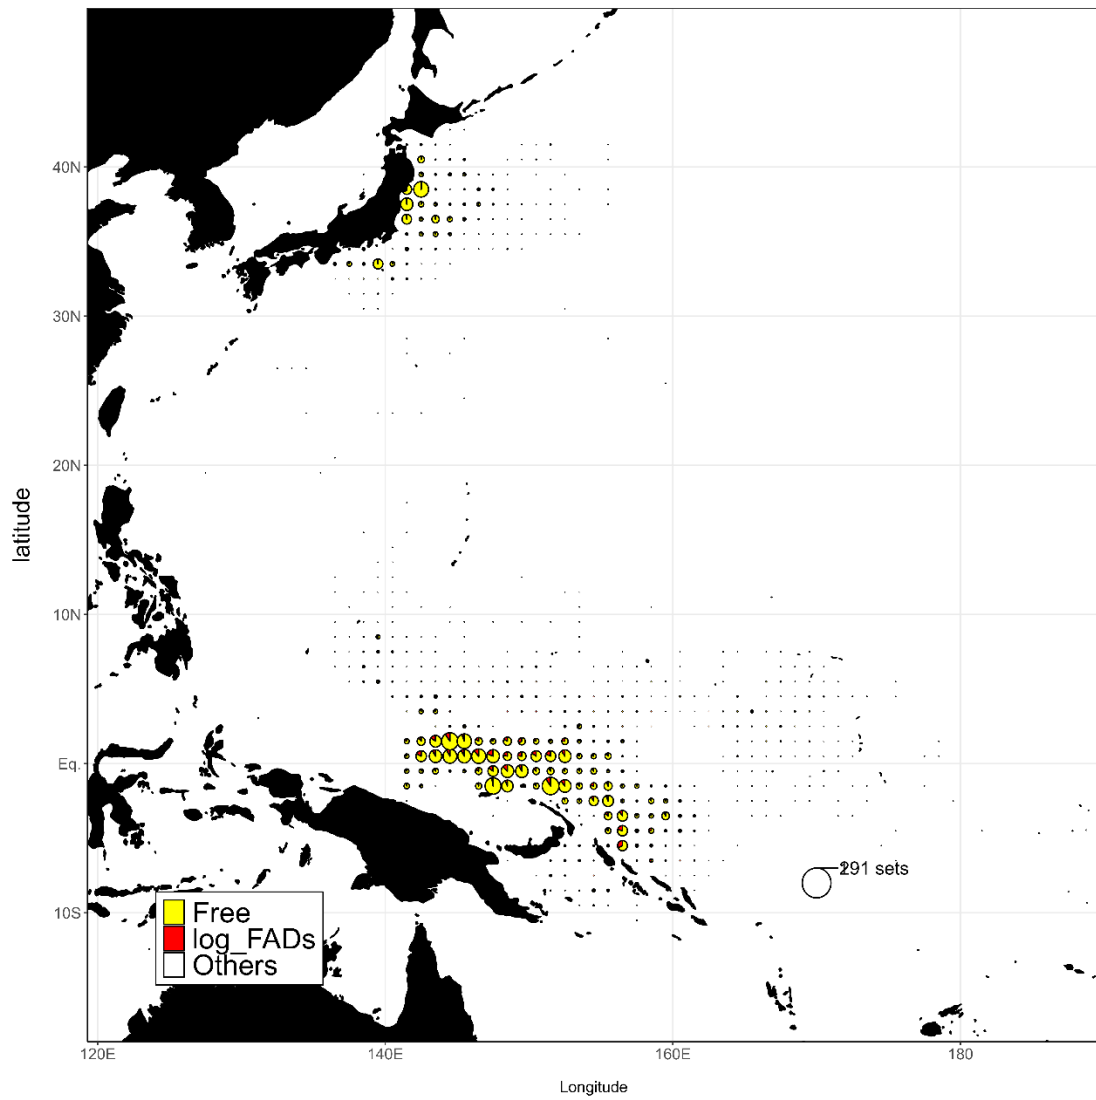 40N
30N
20N
10N
Eq.
10S
latitude
291 sets
Free
log_FADs
Others
120E
140E
160E
180
Longitude